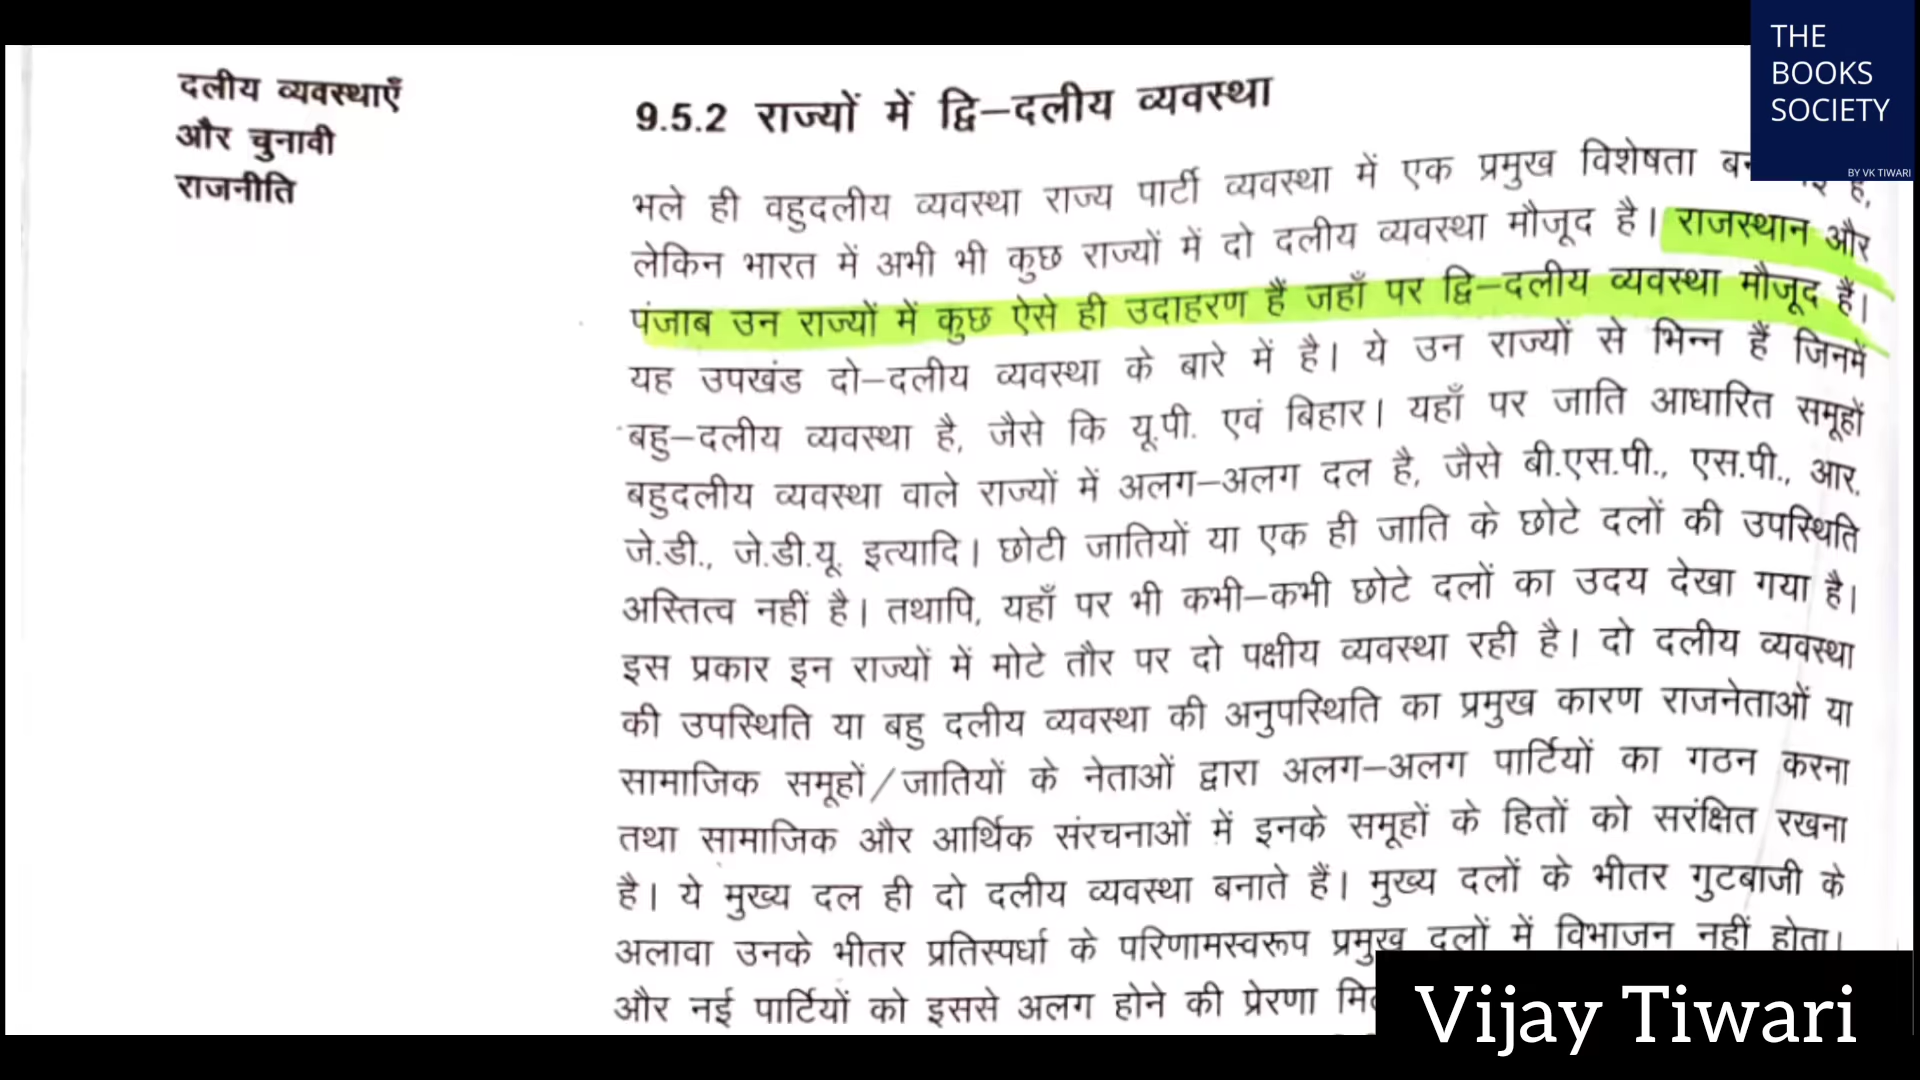 THE
BOOKS
SOCIETY
BY VK TIWARI
दलीय व्यवस्थाएँ
और चुनावी
राजनीति
9.5.2 राज्यों में द्वि–दलीय व्यवस्था
भले ही वहुदलीय व्यवस्था राज्य पार्टी व्यवस्था में एक प्रमुख विशेषता
लेकिन भारत में अभी भी कुछ राज्यों में दो दलीय व्यवस्था मौजूद है। राजस्थान और
पंजाब उन राज्यों में कुछ ऐसे ही उदाहरण हैं जहाँ पर द्वि–दलीय व्यवस्था मौजूद है।
यह उपखंड दो–दलीय व्यवस्था के बारे में है। ये उन राज्यों से भिन्न हैं जिनमें
बहु–दलीय व्यवस्था है, जैसे कि यू.पी. एवं बिहार। यहाँ पर जाति आधारित समूहों
बहुदलीय व्यवस्था वाले राज्यों में अलग–अलग दल है, जैसे बी.एस.पी., एस.पी., आर.
जे.डी., जे.डी.यू. इत्यादि। छोटी जातियों या एक ही जाति के छोटे दलों की उपस्थिति
अस्तित्व नहीं है। तथापि, यहाँ पर भी कभी–कभी छोटे दलों का उदय देखा गया है।
इस प्रकार इन राज्यों में मोटे तौर पर दो पक्षीय व्यवस्था रही है। दो दलीय व्यवस्था
की उपस्थिति या बहु दलीय व्यवस्था की अनुपस्थिति का प्रमुख कारण राजनेताओं या
सामाजिक समूहों/जातियों के नेताओं द्वारा अलग–अलग पार्टियों का गठन करना
तथा सामाजिक और आर्थिक संरचनाओं में इनके समूहों के हितों को सरंक्षित रखना
है। ये मुख्य दल ही दो दलीय व्यवस्था बनाते हैं। मुख्य दलों के भीतर गुटबाजी के
अलावा उनके भीतर प्रतिस्पर्धा के परिणामस्वरूप प्रमुख दलों में विभाजन नहीं होता।
और नई पार्टियों को इससे अलग होने की प्रेरणा
Vijay Tiwari